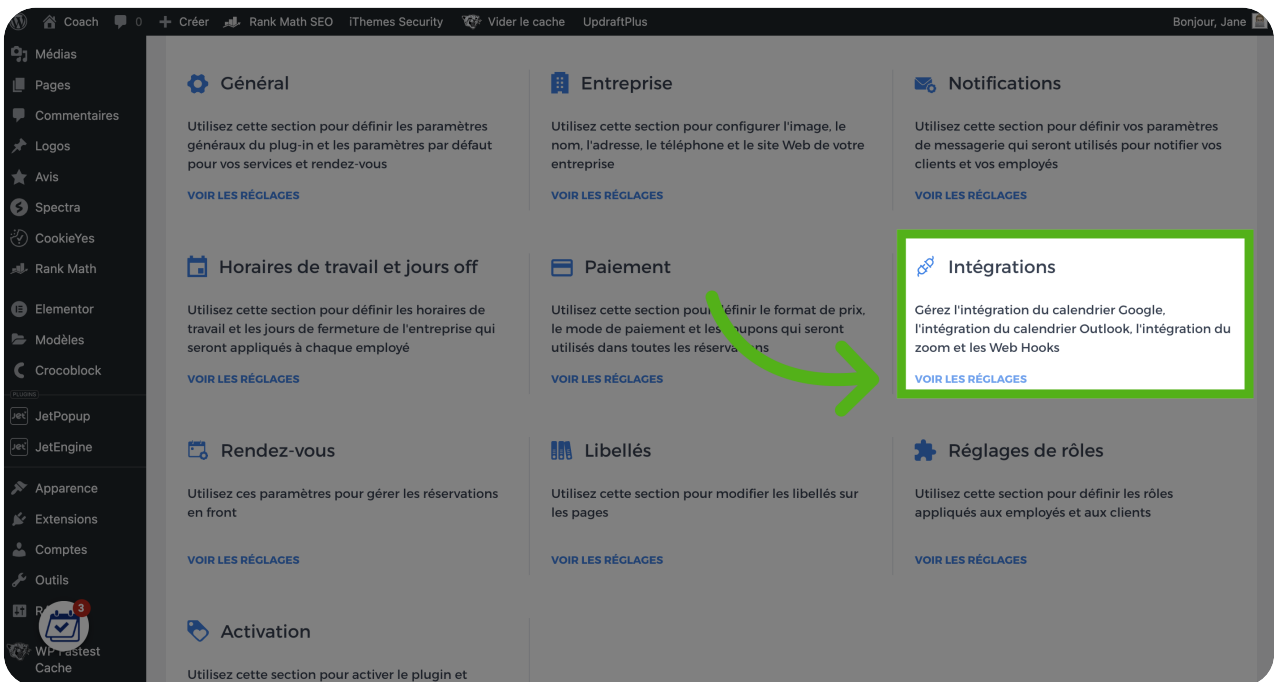 Coach 0 Créer Rank Math SEO iThemes Security Vider le cache UpdraftPlus Bonjour, Jane
Médias
Pages
Commentaires
Logos
Avis
Spectra
CookieYes
Rank Math
Elementor
Modèles
Crocoblock
PLUGINS
Jet JetPopup
Jet JetEngine
Apparence
Extensions
Comptes
Outils
3
WP Fastest
Cache
Général
Utilisez cette section pour définir les paramètres
généraux du plug-in et les paramètres par défaut
pour vos services et rendez-vous
VOIR LES RÉGLAGES
Entreprise
Utilisez cette section pour configurer l'image, le
nom, l'adresse, le téléphone et le site Web de votre
entreprise
VOIR LES RÉGLAGES
Notifications
Utilisez cette section pour définir vos paramètres
de messagerie qui seront utilisés pour notifier vos
clients et vos employés
VOIR LES RÉGLAGES
Horaires de travail et jours off
Utilisez cette section pour définir les horaires de
travail et les jours de fermeture de l'entreprise qui
seront appliqués à chaque employé
VOIR LES RÉGLAGES
Paiement
Utilisez cette section pour définir le format de prix,
le mode de paiement et les coupons qui seront
utilisés dans toutes les réservations
VOIR LES RÉGLAGES
Intégrations
Gérez l'intégration du calendrier Google,
l'intégration du calendrier Outlook, l'intégration du
zoom et les Web Hooks
VOIR LES RÉGLAGES
Rendez-vous
Utilisez ces paramètres pour gérer les réservations
en front
VOIR LES RÉGLAGES
Libellés
Utilisez cette section pour modifier les libellés sur
les pages
VOIR LES RÉGLAGES
Réglages de rôles
Utilisez cette section pour définir les rôles
appliqués aux employés et aux clients
VOIR LES RÉGLAGES
Activation
Utilisez cette section pour activer le plugin et